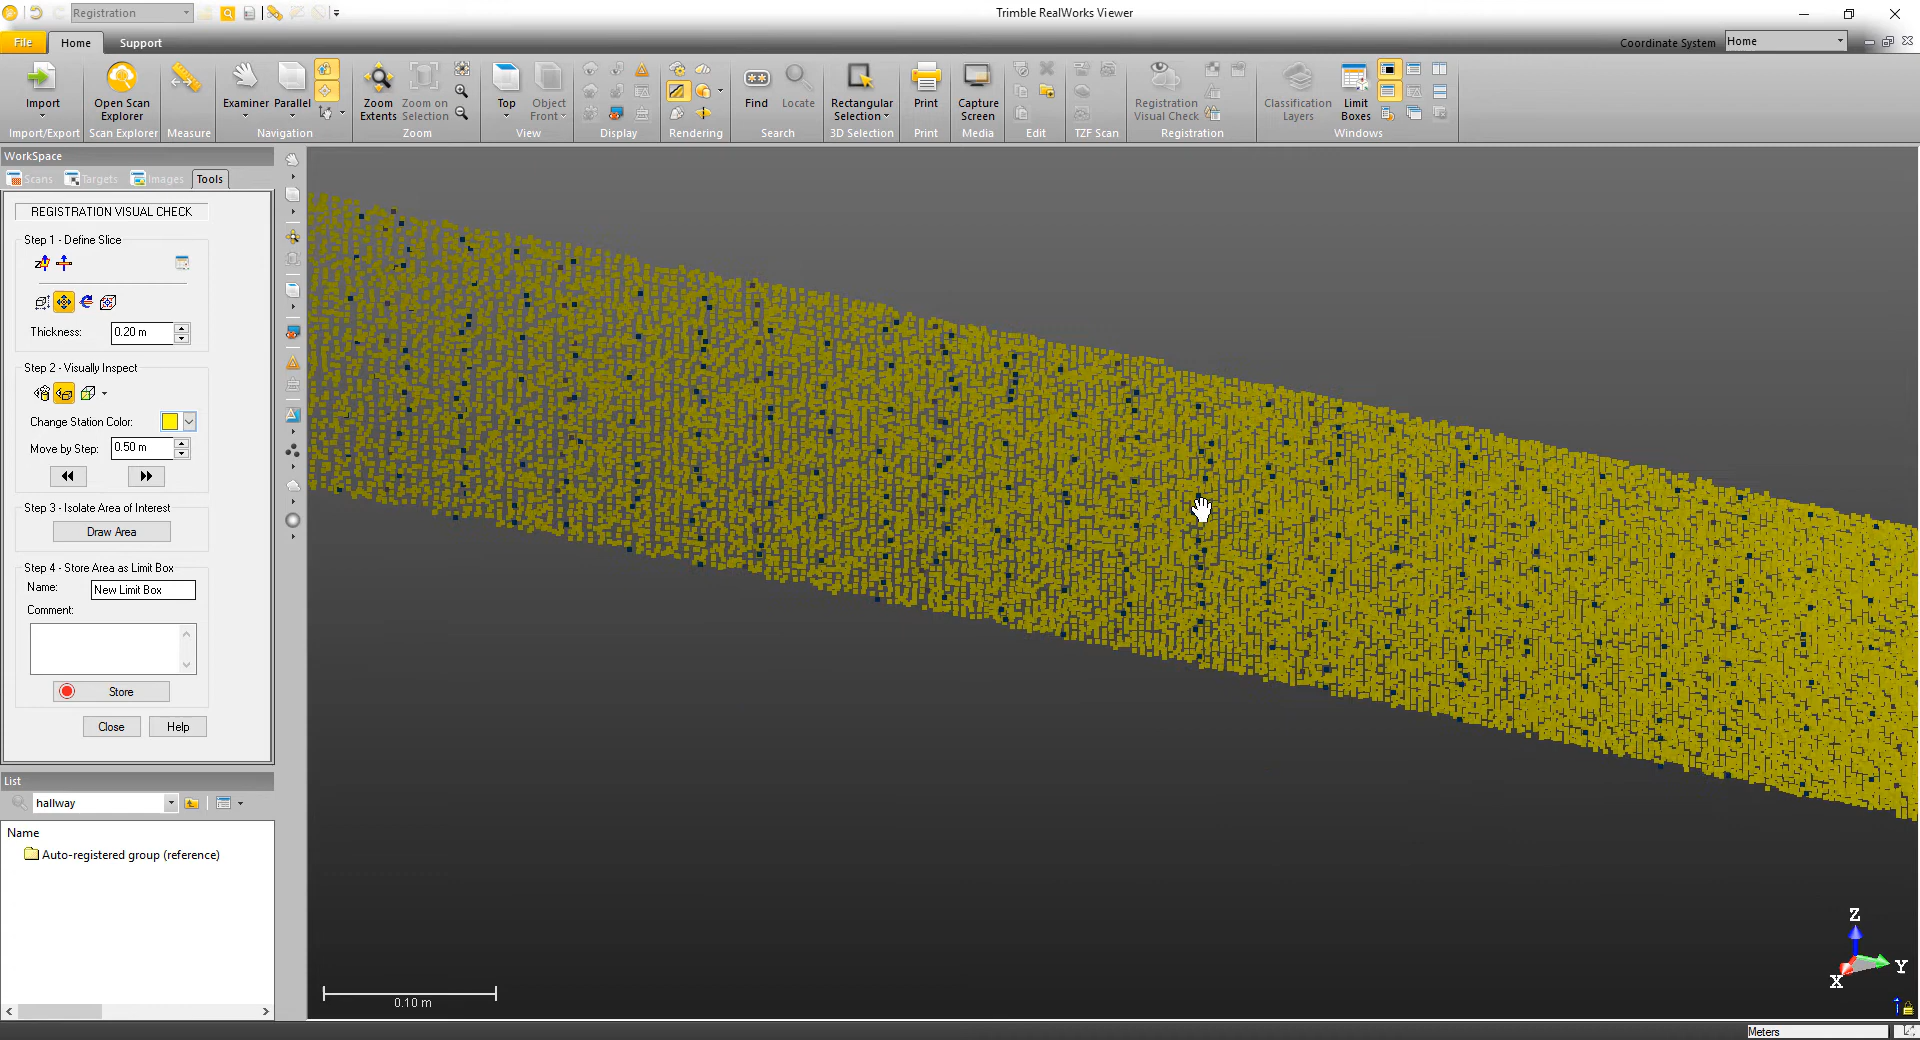 Registration
Trimble RealWorks Viewer
File
Home
Support
Coordinate System
Home
Import
Open Scan Explorer
Examiner
Parallel
Zoom Extents
Zoom on Selection
Top
Object Front
Find
Locate
Rectangular Selection
Print
Capture Screen
Registration Visual Check
Classification Layers
Limit Boxes
Import/Export
Scan Explorer
Measure
Navigation
Zoom
View
Display
Rendering
Search
3D Selection
Print
Media
Edit
TZF Scan
Registration
Windows
WorkSpace
Scans
Targets
Images
Tools
REGISTRATION VISUAL CHECK
Step 1 - Define Slice
Thickness:
0.20 m
Step 2 - Visually Inspect
Change Station Color:
Move by Step:
0.50 m
Step 3 - Isolate Area of Interest
Draw Area
Step 4 - Store Area as Limit Box
Name:
New Limit Box
Comment:
Store
Close
Help
List
hallway
Name
Auto-registered group (reference)
0.10 m
Z
Y
X
Meters